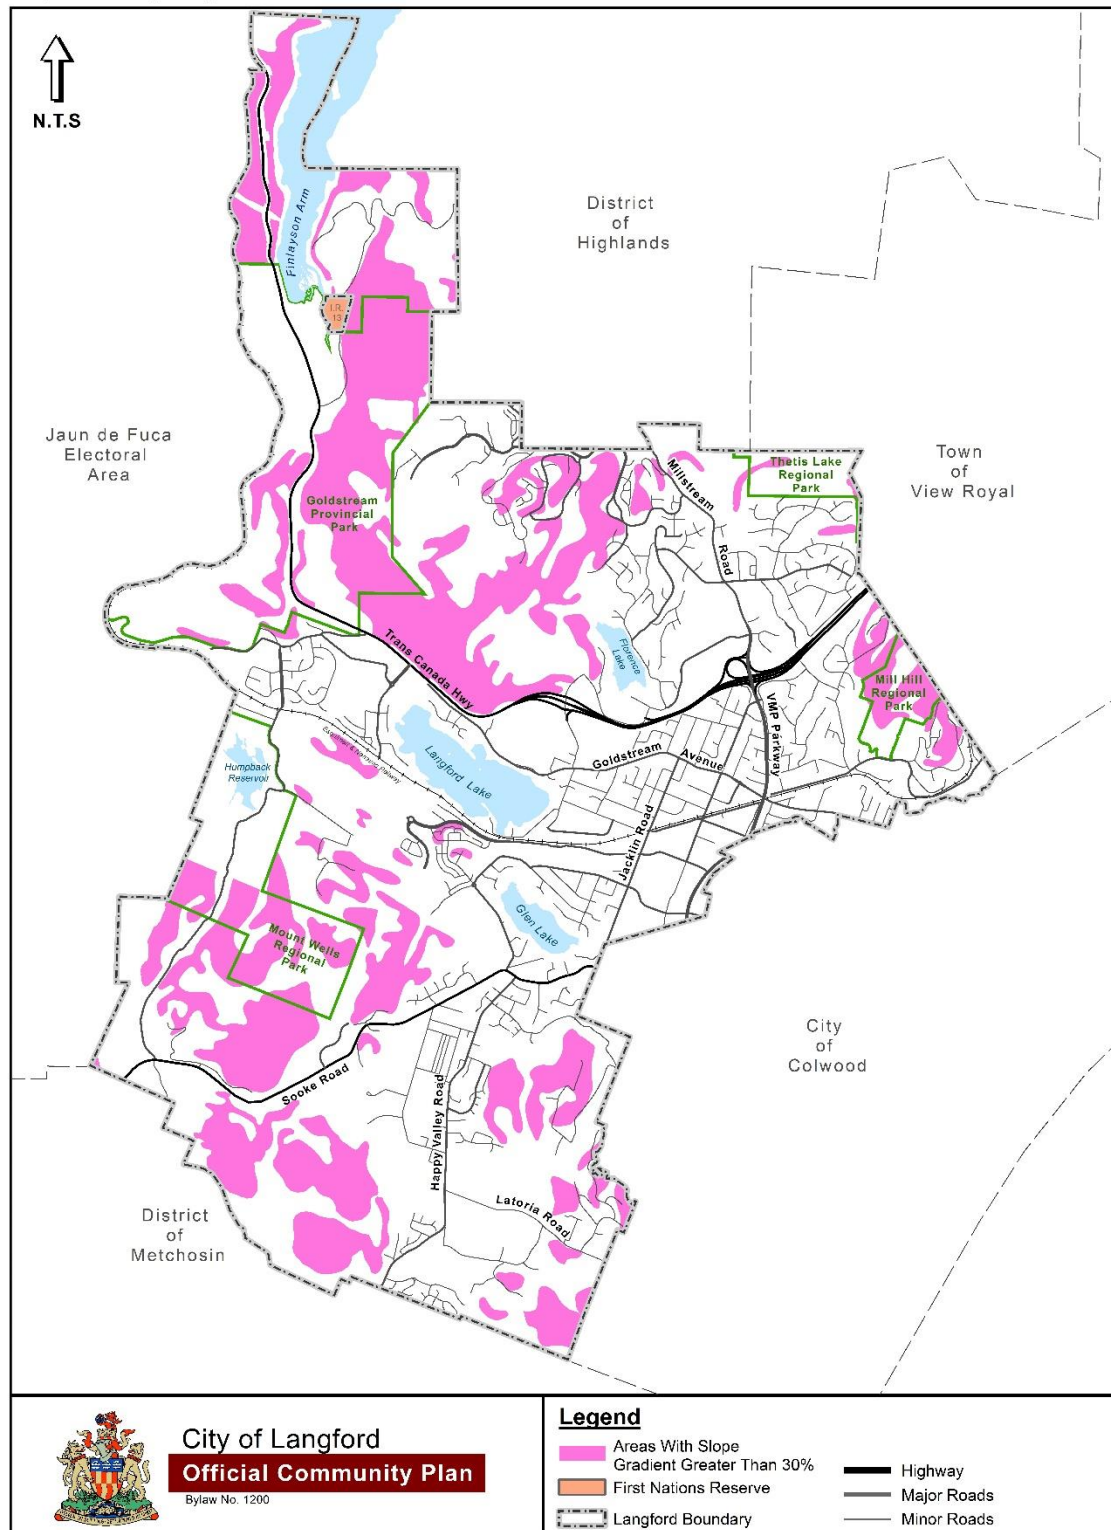 N.T.S
District
of
Highlands
Finlayson Arm
I.R.
13
Jaun de Fuca
Electoral
Area
Goldstream
Provincial
Park
Millstream
Road
Thetis Lake
Regional
Park
Town
of
View Royal
Trans Canada Hwy
Florence
Lake
Mill Hill
Regional
Park
VMP Parkway
Humpback
Reservoir
Langford Lake
Goldstream Avenue
Jacklin Road
Glen Lake
Mount Wells
Regional
Park
City
of
Colwood
Sooke Road
Happy Valley Road
Latoria Road
District
of
Metchosin
City of Langford
Official Community Plan
Bylaw No. 1200
Legend
Areas With Slope
Gradient Greater Than 30%
First Nations Reserve
Langford Boundary
Highway
Major Roads
Minor Roads